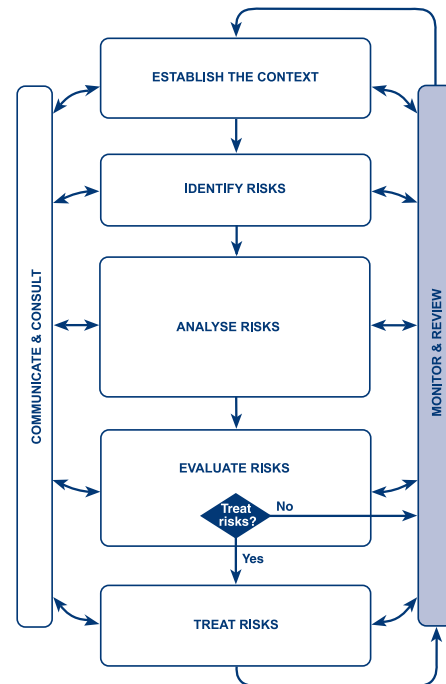 ESTABLISH THE CONTEXT
IDENTIFY RISKS
ANALYSE RISKS
EVALUATE RISKS
Treat
risks?
No
Yes
TREAT RISKS
COMMUNICATE & CONSULT
MONITOR & REVIEW